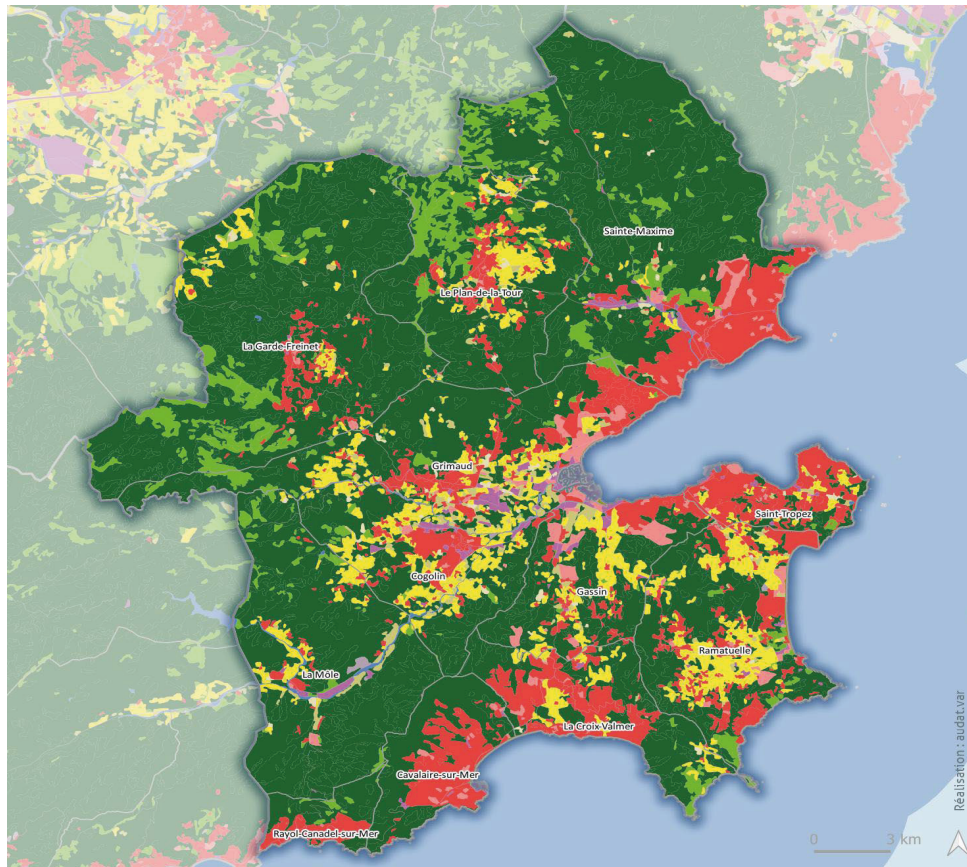 Sainte-Maxime
Le Plan-de-la-Tour
La Garde-Freinet
Grimaud
Saint-Tropez
Cogolin
Gassin
Ramatuelle
La Môle
La Croix-Valmer
Cavalaire-sur-Mer
Rayol-Canadel-sur-Mer
Réalisation : audat.var
0 3 km